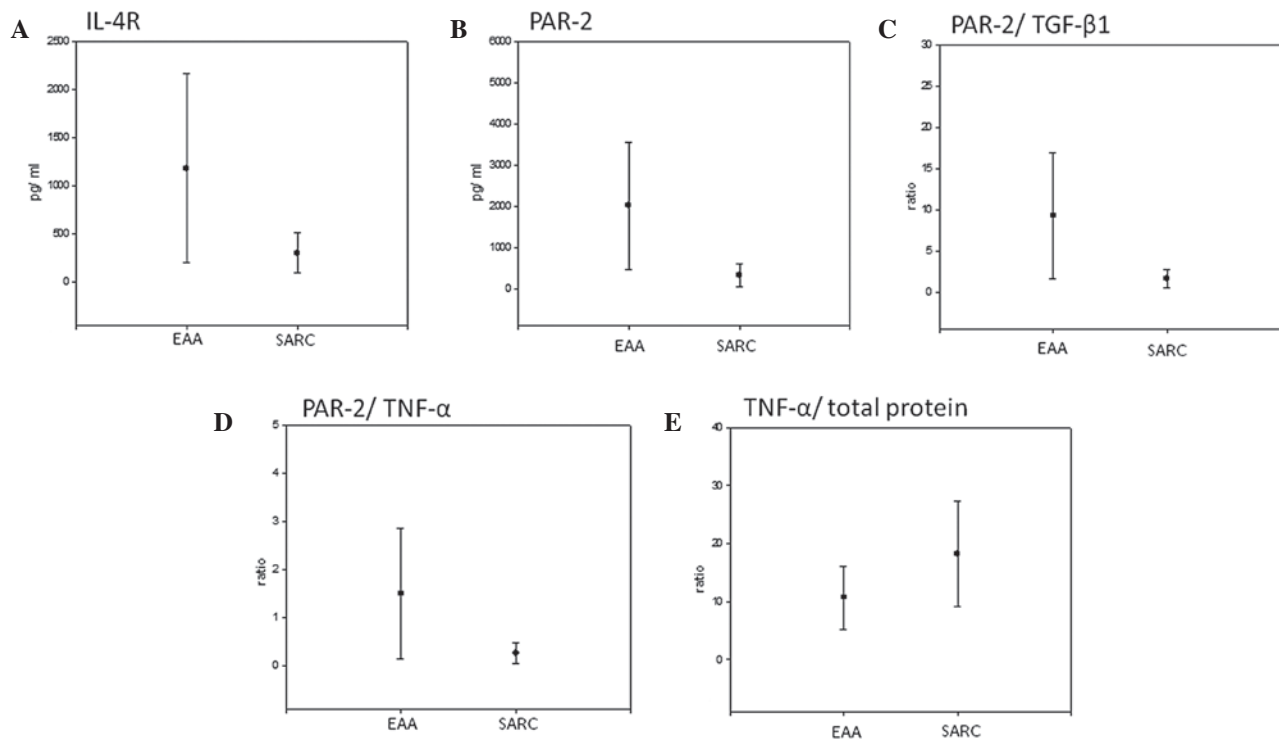 A IL-4R
2500
2000
1500
1000
500
0
pg/ ml
EAA SARC
B PAR-2
6000
5000
4000
3000
2000
1000
0
pg/ ml
EAA SARC
C PAR-2/ TGF-β1
30
25
20
15
10
5
0
ratio
EAA SARC
D PAR-2/ TNF-α
5
4
3
2
1
0
ratio
EAA SARC
E TNF-α/ total protein
40
30
20
10
0
ratio
EAA SARC